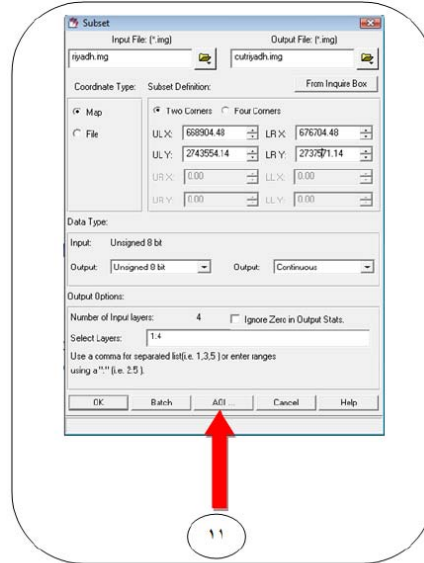 Subset
Input File: (*.img) Output File: (*.img)
riyadh.img cutriyadh.img
Coordinate Type: Subset Definition: From Inquire Box
Map Two Corners Four Corners
File ULX: 668904.48 LR X: 676704.48
UL Y: 2743554.14 LR Y: 2737571.14
UR X: 0.00 LL X: 0.00
UR Y: 0.00 LL Y: 0.00
Data Type:
Input: Unsigned 8 bit
Output: Unsigned 8 bit Output: Continuous
Output Options:
Number of Input layers: 4 Ignore Zero in Output Stats.
Select Layers: 1:4
Use a comma for separated list(i.e. 1,3,5 ) or enter ranges
using a ":" (i.e. 2:5 ).
OK Batch AOI ... Cancel Help
١١